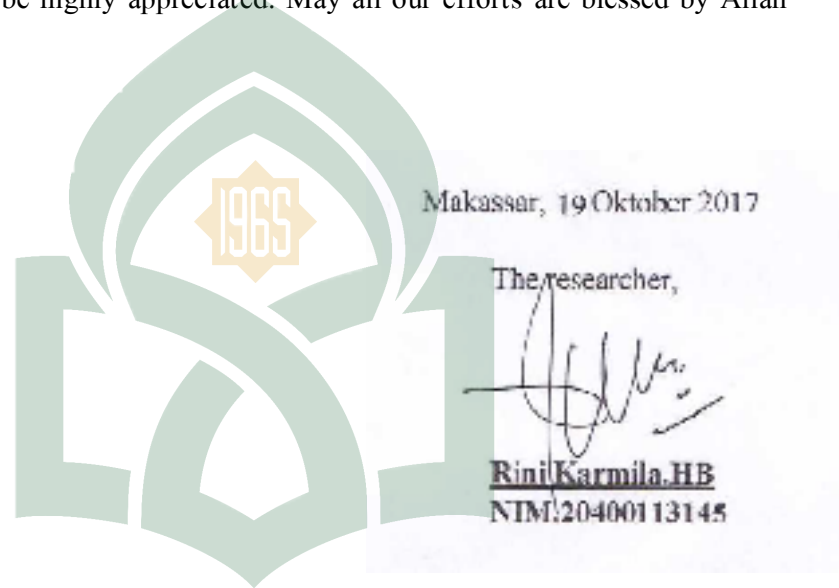 be highly appreciated. May all our efforts are blessed by Allah
1965
Makassar, 19 Oktober 2017
The researcher,
Rini Karmila.HB
NIM:20400113145